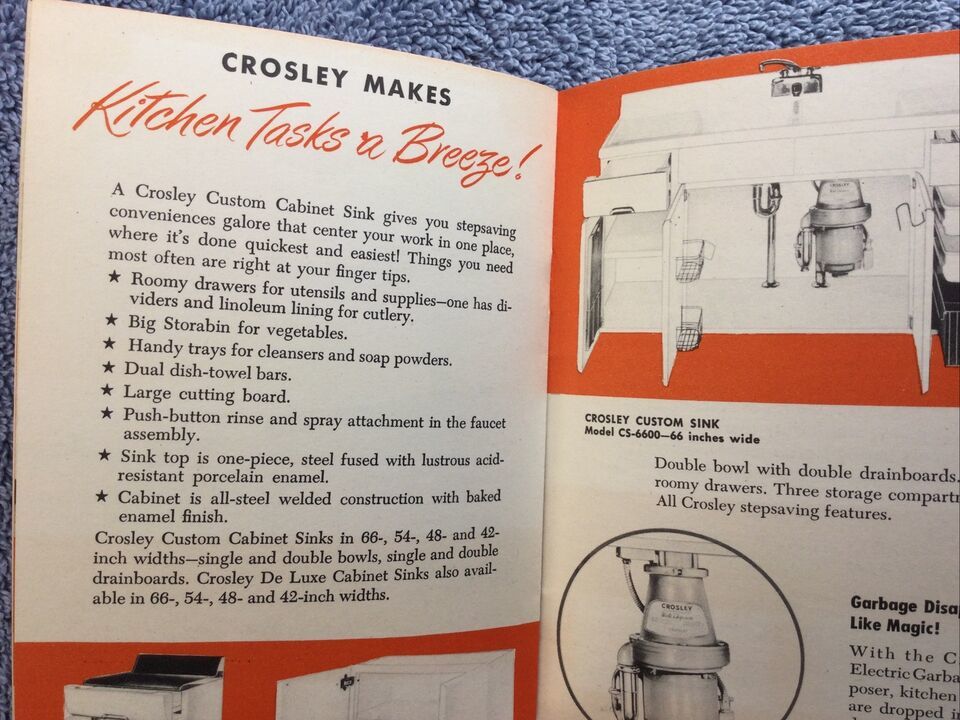 CROSLEY MAKES
Kitchen Tasks a Breeze!
A Crosley Custom Cabinet Sink gives you stepsaving
conveniences galore that center your work in one place,
where it's done quickest and easiest! Things you need
most often are right at your finger tips.
★ Roomy drawers for utensils and supplies—one has di-
viders and linoleum lining for cutlery.
★ Big Storabin for vegetables.
★ Handy trays for cleansers and soap powders.
★ Dual dish-towel bars.
★ Large cutting board.
★ Push-button rinse and spray attachment in the faucet
assembly.
★ Sink top is one-piece, steel fused with lustrous acid-
resistant porcelain enamel.
★ Cabinet is all-steel welded construction with baked
enamel finish.
Crosley Custom Cabinet Sinks in 66-, 54-, 48- and 42-
inch widths—single and double bowls, single and double
drainboards. Crosley De Luxe Cabinet Sinks also avail-
able in 66-, 54-, 48- and 42-inch widths.
CROSLEY
CROSLEY CUSTOM SINK
Model CS-6600—66 inches wide
Double bowl with double drainboards.
roomy drawers. Three storage compartm
All Crosley stepsaving features.
CROSLEY
Garbage Disp
Like Magic!
With the C
Electric Garba
poser, kitchen
are dropped i